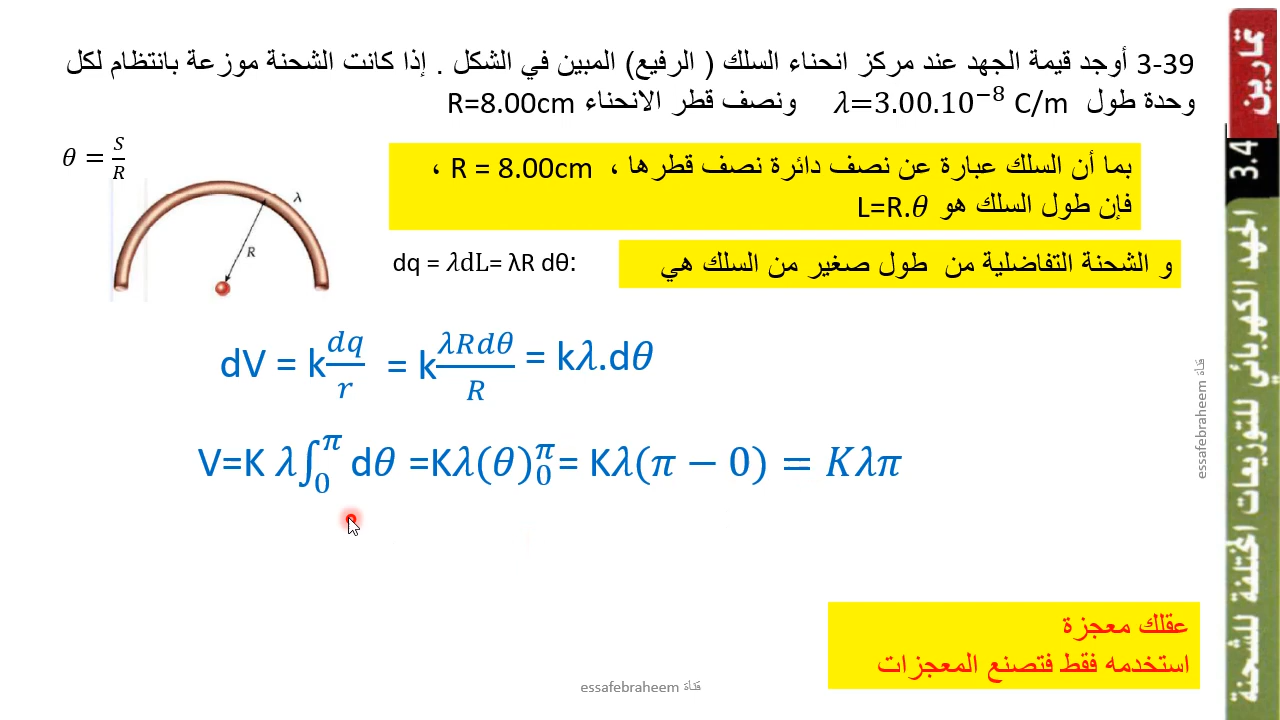 3-39 أوجد قيمة الجهد عند مركز انحناء السلك ( الرفيع) المبين في الشكل . إذا كانت الشحنة موزعة بانتظام لكل
وحدة طول λ=3.00.10⁻⁸ C/m ونصف قطر الانحناء R=8.00cm
θ = S/R
λ
R
بما أن السلك عبارة عن نصف دائرة نصف قطرها ، R = 8.00cm ،
فإن طول السلك هو L=R.θ
و الشحنة التفاضلية من طول صغير من السلك هي
dq = λdL= λR dθ:
dV = k dq/r = k λRdθ/R = kλ.dθ
V=K λ∫₀^π dθ =Kλ(θ)₀^π = Kλ(π − 0) = Kλπ
عقلك معجزة
استخدمه فقط فتصنع المعجزات
قناة essafebraheem
قناة essafebraheem
تمارين
3.4
الجهد الكهربائي للتوزيعات المختلفة للشحنة